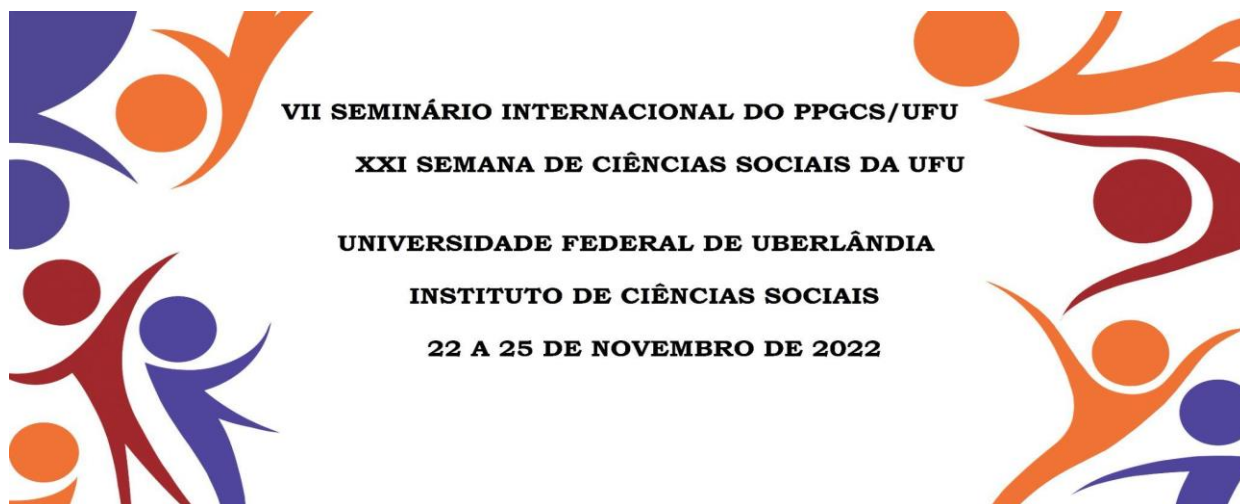 VII SEMINÁRIO INTERNACIONAL DO PPGCS/UFU
XXI SEMANA DE CIÊNCIAS SOCIAIS DA UFU
UNIVERSIDADE FEDERAL DE UBERLÂNDIA
INSTITUTO DE CIÊNCIAS SOCIAIS
22 A 25 DE NOVEMBRO DE 2022